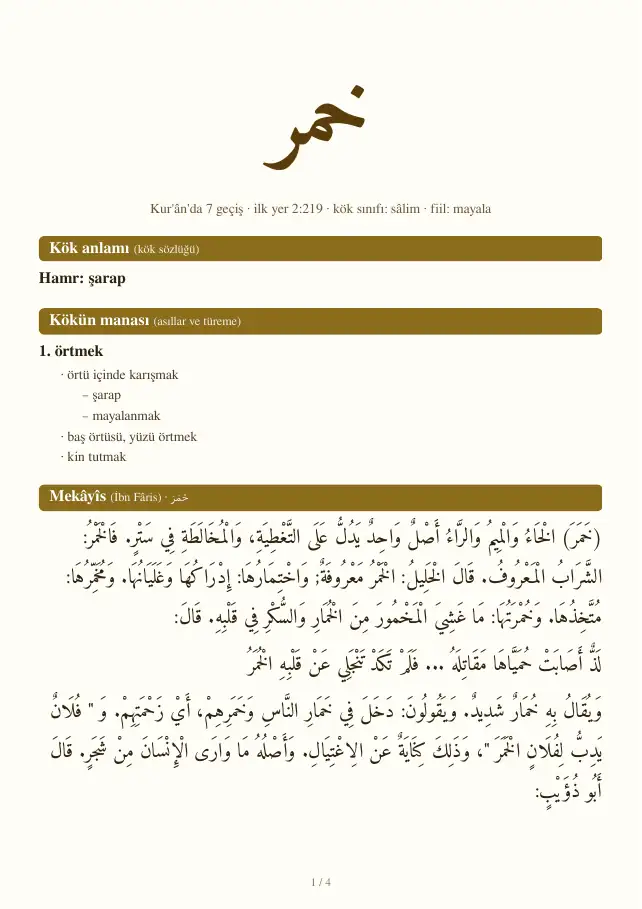 خمر
Kur'ân'da 7 geçiş · ilk yer 2:219 · kök sınıfı: sâlim · fiil: mayala
Kök anlamı (kök sözlüğü)
Hamr: şarap
Kökün manası (asıllar ve türeme)
1. örtmek
· örtü içinde karışmak
– şarap
– mayalanmak
· baş örtüsü, yüzü örtmek
· kin tutmak
Mekâyîs (İbn Fâris) · خَمَرَ
(خَمَرَ) الْخَاءُ وَالْمِيمُ وَالرَّاءُ أَصْلٌ وَاحِدٌ يَدُلُّ عَلَى التَّغْطِيَةِ، وَالْمُخَالَطَةِ فِي سَتْرٍ. فَالْخَمْرُ:
الشَّرَابُ الْمَعْرُوفُ. قَالَ الْخَلِيلُ: الْخَمْرُ مَعْرُوفَةٌ; وَاخْتِمَارُهَا: إِدْرَاكُهَا وَغَلَيَانُهَا. وَمُخَمِّرُهَا:
مُتَّخِذُهَا. وَخُمْرَتُهَا: مَا غَشِيَ الْمَخْمُورَ مِنَ الْخُمَارِ وَالسُّكْرِ فِي قَلْبِهِ. قَالَ:
لَذٌّ أَصَابَتْ حُمَيَّاهَا مَقَاتِلَهُ ... فَلَمْ تَكَدْ تَنْجَلِي عَنْ قَلْبِهِ الْخُمَرُ
وَيُقَالُ بِهِ خُمَارٌ شَدِيدٌ. وَيَقُولُونَ: دَخَلَ فِي خَمَارِ النَّاسِ وَخَمَرِهِمْ، أَيْ زَحْمَتِهِمْ. وَ " فُلَانٌ
يَدِبُّ لِفُلَانٍ الْخَمَرَ "، وَذَلِكَ كِنَايَةٌ عَنْ الِاغْتِيَالِ. وَأَصْلُهُ مَا وَارَى الْإِنْسَانَ مِنْ شَجَرٍ. قَالَ
أَبُو ذُؤَيْبٍ:
1 / 4